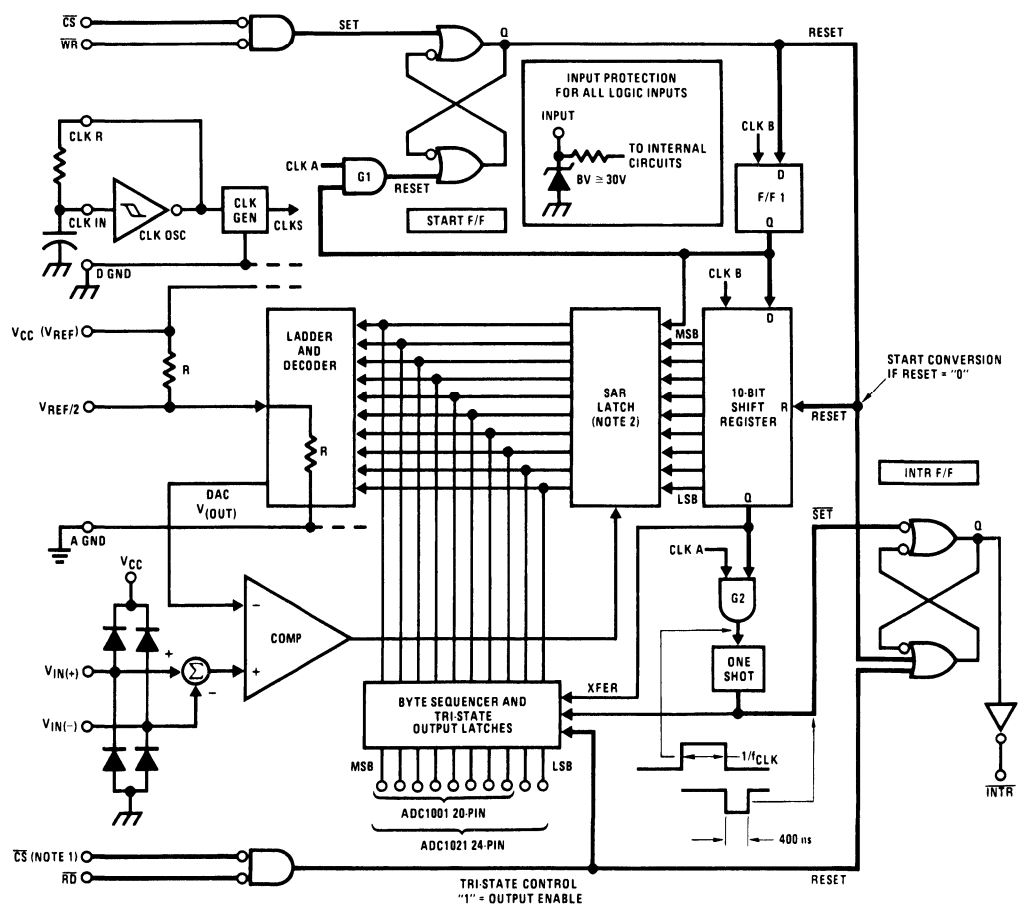 CS
WR
SET
Q
RESET
INPUT PROTECTION
FOR ALL LOGIC INPUTS
INPUT
TO INTERNAL
CIRCUITS
BV ≅ 30V
CLK B
D
F/F 1
Q
CLK R
CLK IN
CLK OSC
CLK
GEN
CLKS
D GND
CLK A
G1
RESET
START F/F
VCC (VREF)
R
VREF/2
LADDER
AND
DECODER
R
DAC
V(OUT)
A GND
SAR
LATCH
(NOTE 2)
MSB
LSB
CLK B
D
10-BIT
SHIFT
REGISTER
R
Q
RESET
START CONVERSION
IF RESET = "0"
INTR F/F
SET
Q
INTR
CLK A
G2
ONE
SHOT
XFER
1/fCLK
400 ns
VCC
VIN(+)
VIN(−)
+
Σ
−
−
+
COMP
BYTE SEQUENCER AND
TRI-STATE
OUTPUT LATCHES
MSB
LSB
ADC1001 20-PIN
ADC1021 24-PIN
CS (NOTE 1)
RD
TRI-STATE CONTROL
"1" = OUTPUT ENABLE
RESET